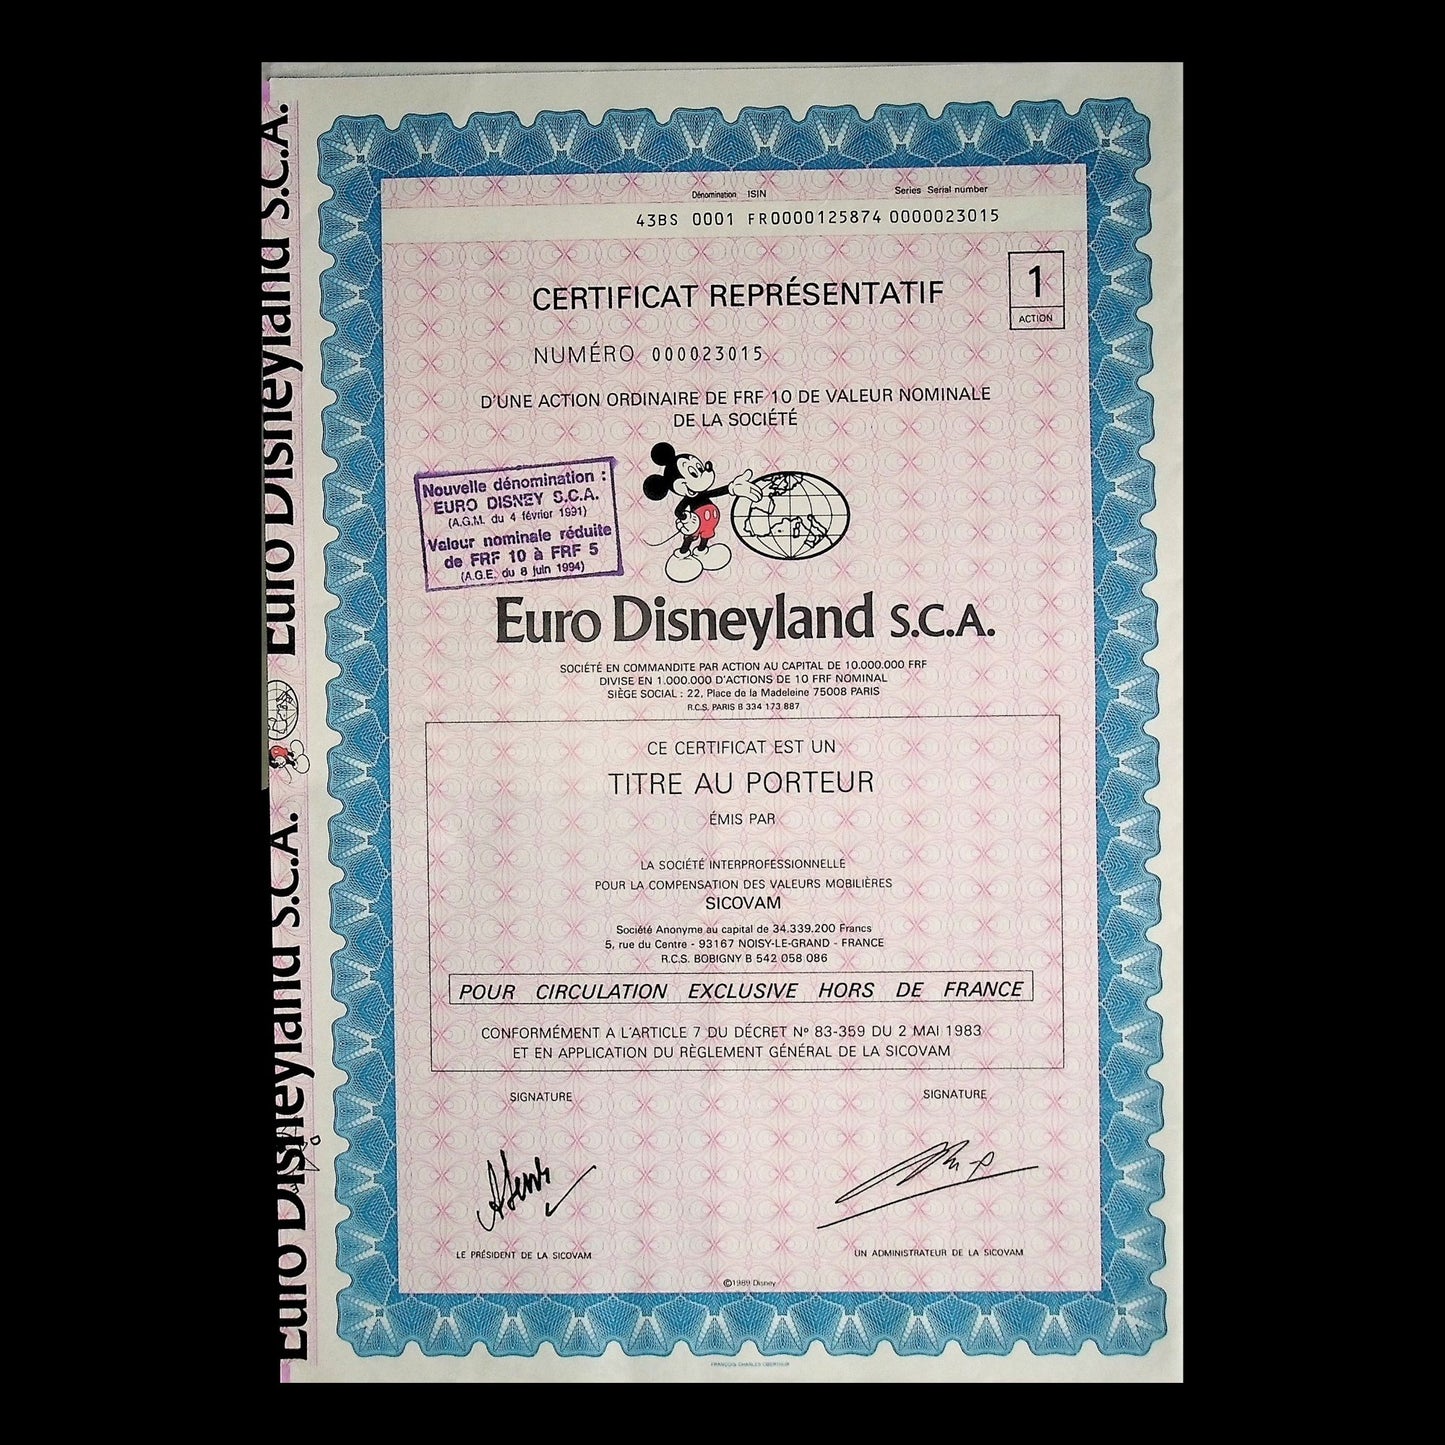 Euro Disneyland S.C.A.
Euro Disneyland S.C.A.
Dénomination ISIN Series Serial number
43BS 0001 FR0000125874 0000023015
CERTIFICAT REPRÉSENTATIF
1
ACTION
NUMÉRO 000023015
D'UNE ACTION ORDINAIRE DE FRF 10 DE VALEUR NOMINALE
DE LA SOCIÉTÉ
Nouvelle dénomination :
EURO DISNEY S.C.A.
(A.G.M. du 4 février 1991)
Valeur nominale réduite
de FRF 10 à FRF 5
(A.G.E. du 8 juin 1994)
Euro Disneyland S.C.A.
SOCIÉTÉ EN COMMANDITE PAR ACTION AU CAPITAL DE 10.000.000 FRF
DIVISE EN 1.000.000 D'ACTIONS DE 10 FRF NOMINAL
SIÈGE SOCIAL : 22, Place de la Madeleine 75008 PARIS
R.C.S. PARIS B 334 173 887
CE CERTIFICAT EST UN
TITRE AU PORTEUR
ÉMIS PAR
LA SOCIÉTÉ INTERPROFESSIONNELLE
POUR LA COMPENSATION DES VALEURS MOBILIÈRES
SICOVAM
Société Anonyme au capital de 34.339.200 Francs
5, rue du Centre - 93167 NOISY-LE-GRAND - FRANCE
R.C.S. BOBIGNY B 542 058 086
POUR CIRCULATION EXCLUSIVE HORS DE FRANCE
CONFORMÉMENT A L'ARTICLE 7 DU DÉCRET Nº 83-359 DU 2 MAI 1983
ET EN APPLICATION DU RÈGLEMENT GÉNÉRAL DE LA SICOVAM
SIGNATURE SIGNATURE
LE PRÉSIDENT DE LA SICOVAM UN ADMINISTRATEUR DE LA SICOVAM
©1989 Disney
FRANÇOIS-CHARLES OBERTHUR